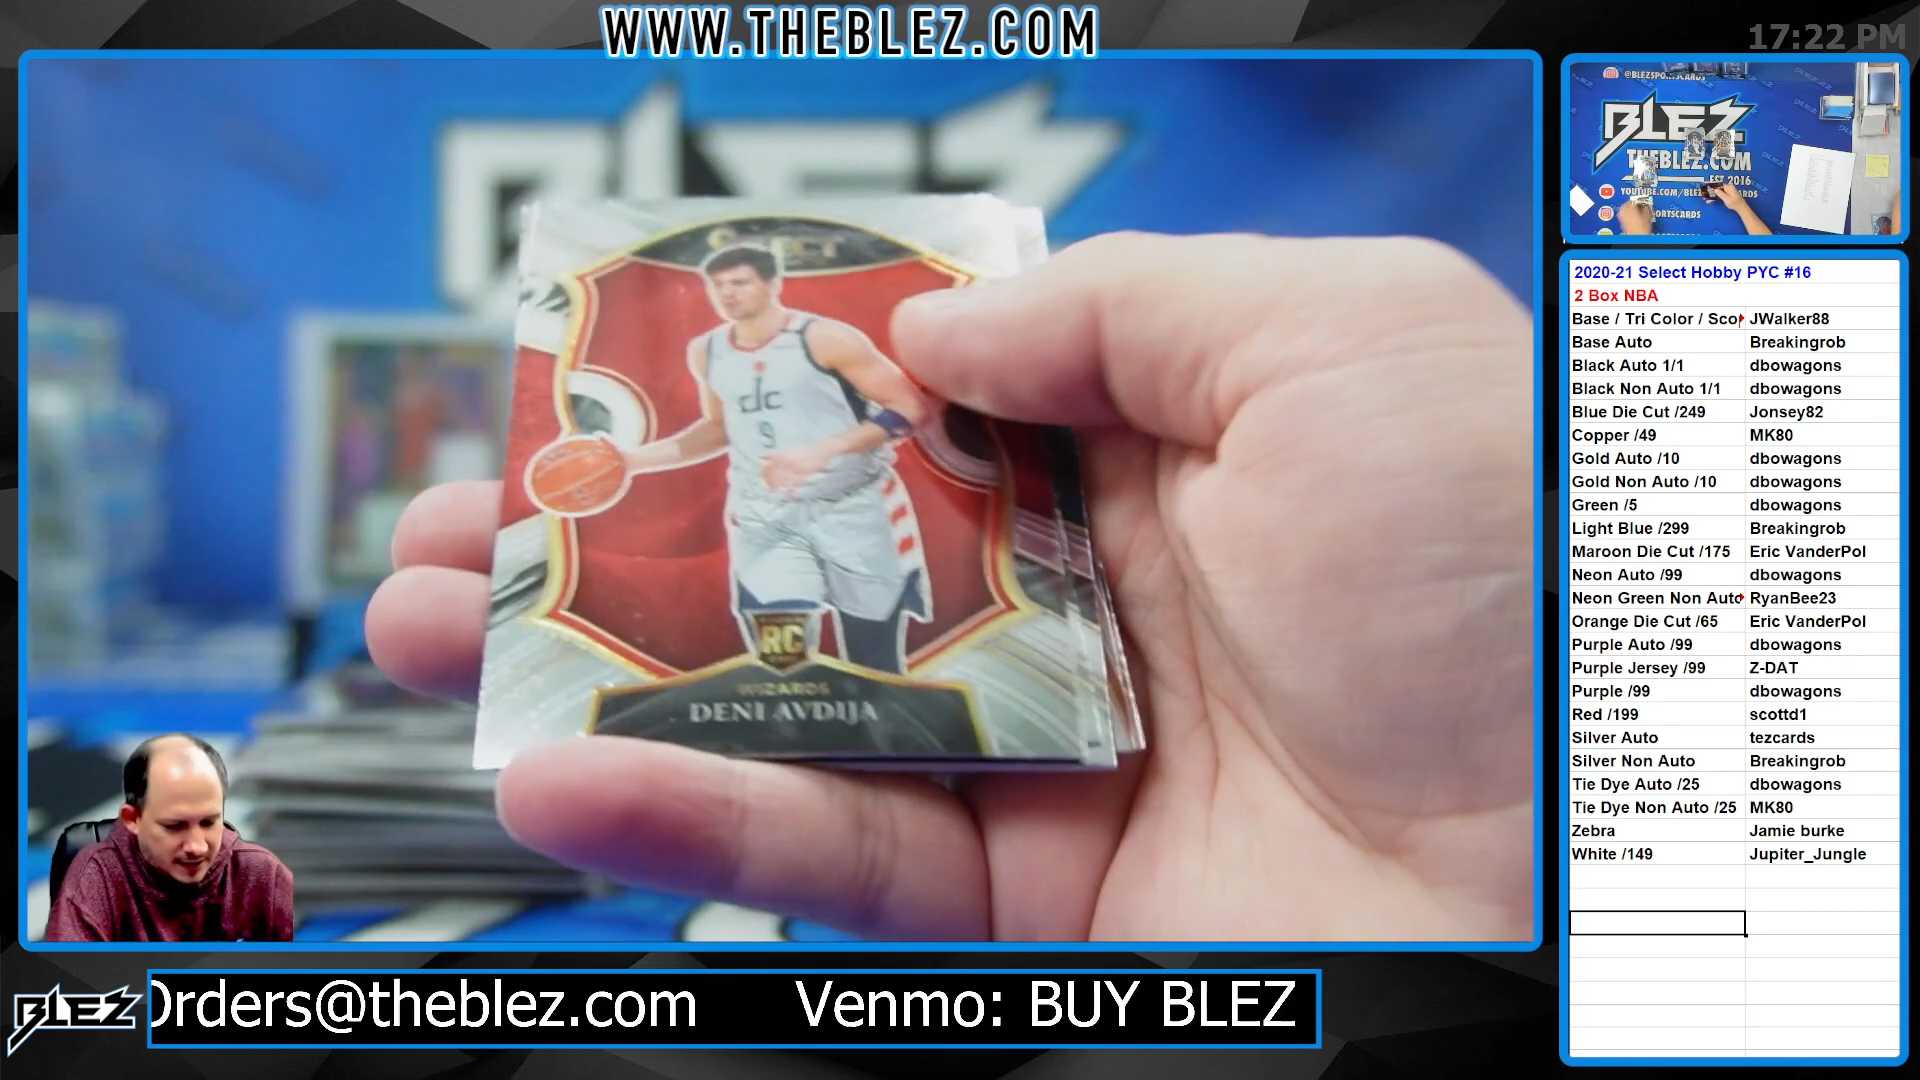 WWW.THEBLEZ.COM
17:22 PM
BLEZ
@BLEZSPORTSCARDS
BLEZ
THEBLEZ.COM
EST 2016
dc
9
RC
WIZARDS
DENI AVDIJA
2020-21 Select Hobby PYC #16
2 Box NBA
Base / Tri Color / Sco JWalker88
Base Auto Breakingrob
Black Auto 1/1 dbowagons
Black Non Auto 1/1 dbowagons
Blue Die Cut /249 Jonsey82
Copper /49 MK80
Gold Auto /10 dbowagons
Gold Non Auto /10 dbowagons
Green /5 dbowagons
Light Blue /299 Breakingrob
Maroon Die Cut /175 Eric VanderPol
Neon Auto /99 dbowagons
Neon Green Non Auto RyanBee23
Orange Die Cut /65 Eric VanderPol
Purple Auto /99 dbowagons
Purple Jersey /99 Z-DAT
Purple /99 dbowagons
Red /199 scottd1
Silver Auto tezcards
Silver Non Auto Breakingrob
Tie Dye Auto /25 dbowagons
Tie Dye Non Auto /25 MK80
Zebra Jamie burke
White /149 Jupiter_Jungle
BLEZ
Orders@theblez.com Venmo: BUY BLEZ